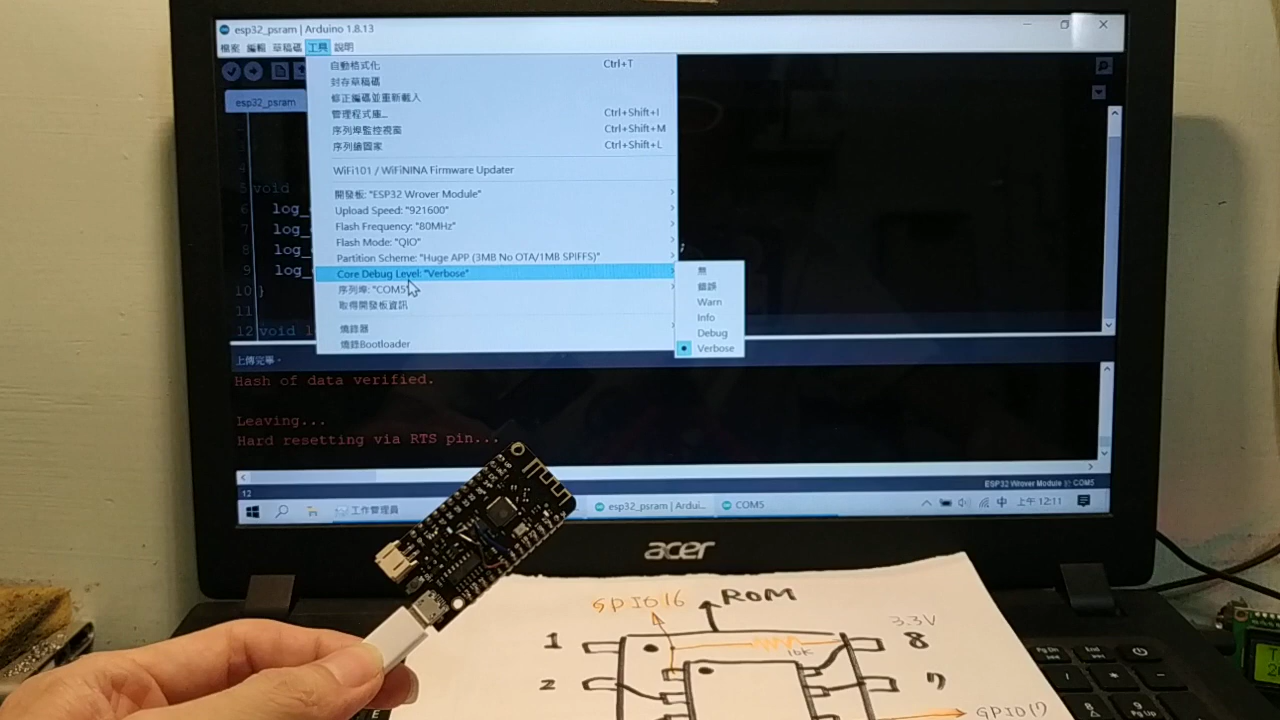 esp32_psram | Arduino 1.8.13
檔案 編輯 草稿碼 工具 說明
自動格式化 Ctrl+T
封存草稿碼
修正編碼並重新載入
管理程式庫... Ctrl+Shift+I
序列埠監控視窗 Ctrl+Shift+M
序列繪圖家 Ctrl+Shift+L
WiFi101 / WiFiNINA Firmware Updater
開發板: "ESP32 Wrover Module"
Upload Speed: "921600"
Flash Frequency: "80MHz"
Flash Mode: "QIO"
Partition Scheme: "Huge APP (3MB No OTA/1MB SPIFFS)"
Core Debug Level: "Verbose"
序列埠: "COM5"
取得開發板資訊
燒錄器
燒錄Bootloader
無
錯誤
Warn
Info
Debug
Verbose
esp32_psram
4
5 void
6 log_
7 log_
8 log_
9 log_
10 }
11
12 void
上傳完畢。
Hash of data verified.
Leaving...
Hard resetting via RTS pin...
12
ESP32 Wrover Module 於 COM5
工作管理員
esp32_psram | Ardui...
COM5
中 上午 12:11
acer
GPIO16
ROM
3.3V
1
10K
8
2
7
GPIO17
Pg Dn
End
/
*
-
8
9
Pg Up
E